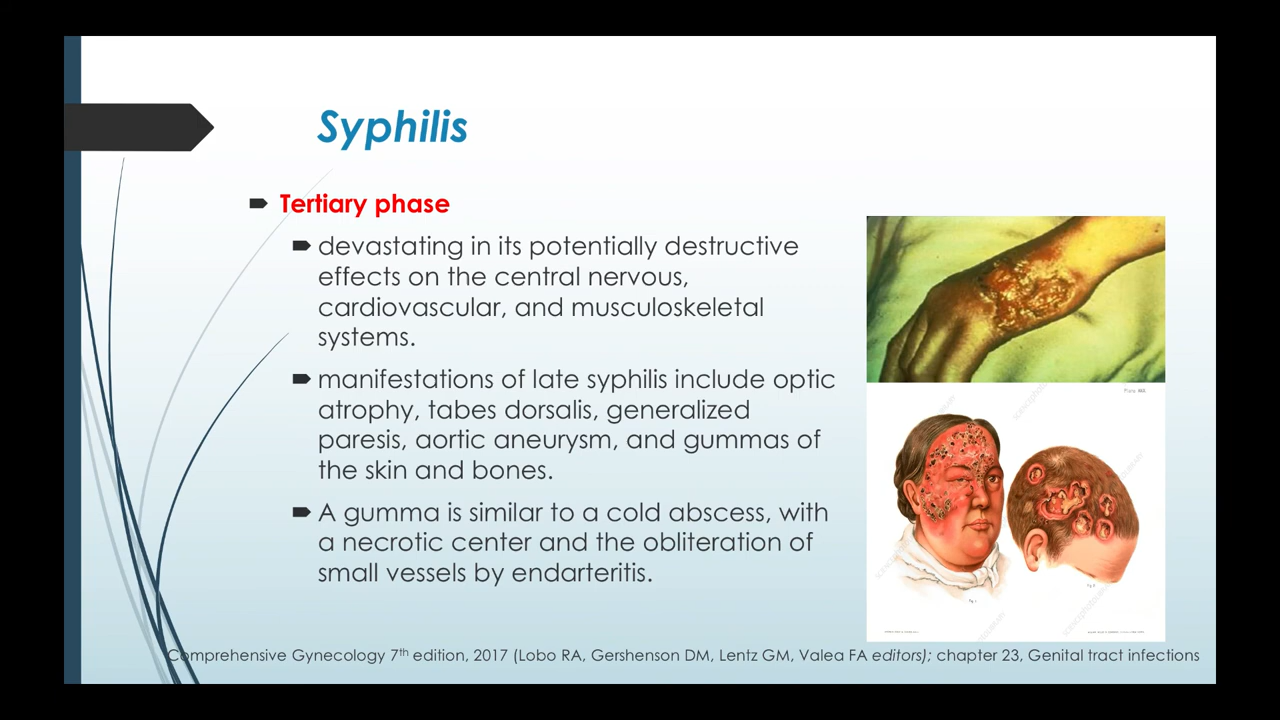 Syphilis
Tertiary phase
devastating in its potentially destructive
effects on the central nervous,
cardiovascular, and musculoskeletal
systems.
manifestations of late syphilis include optic
atrophy, tabes dorsalis, generalized
paresis, aortic aneurysm, and gummas of
the skin and bones.
A gumma is similar to a cold abscess, with
a necrotic center and the obliteration of
small vessels by endarteritis.
Comprehensive Gynecology 7th edition, 2017 (Lobo RA, Gershenson DM, Lentz GM, Valea FA editors); chapter 23, Genital tract infections